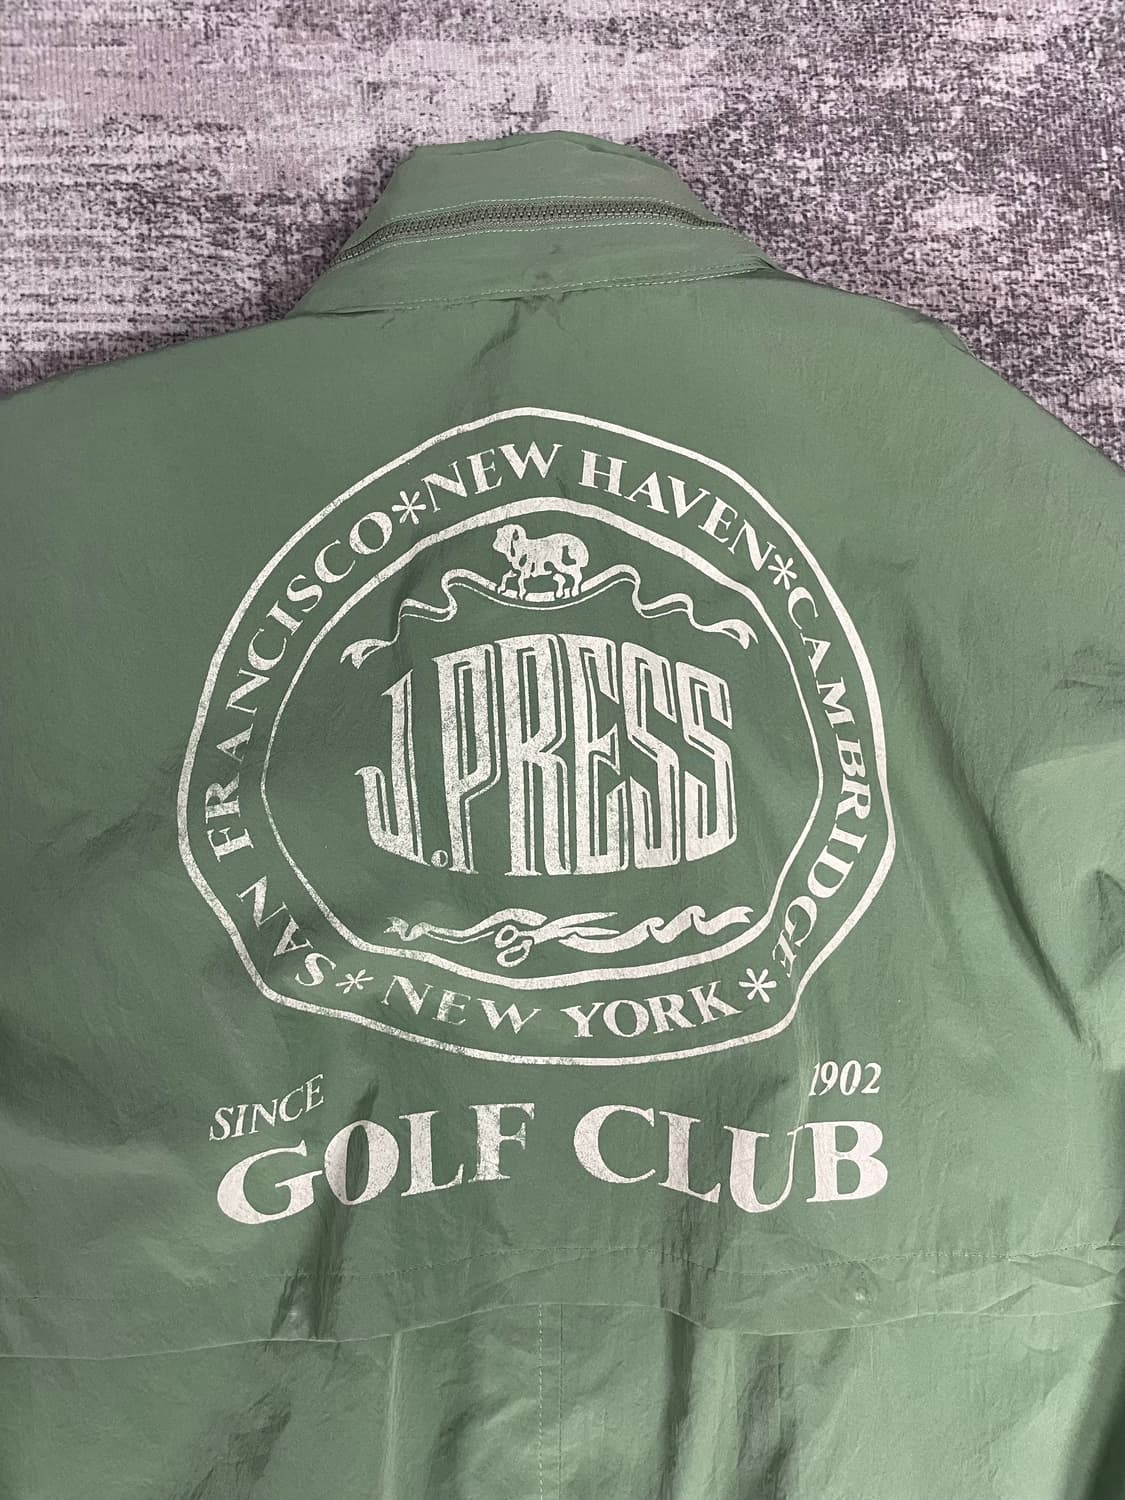 SAN FRANCISCO*NEW HAVEN*CAMBRIDGE
J.PRESS
*NEW YORK*
SINCE 1902
GOLF CLUB